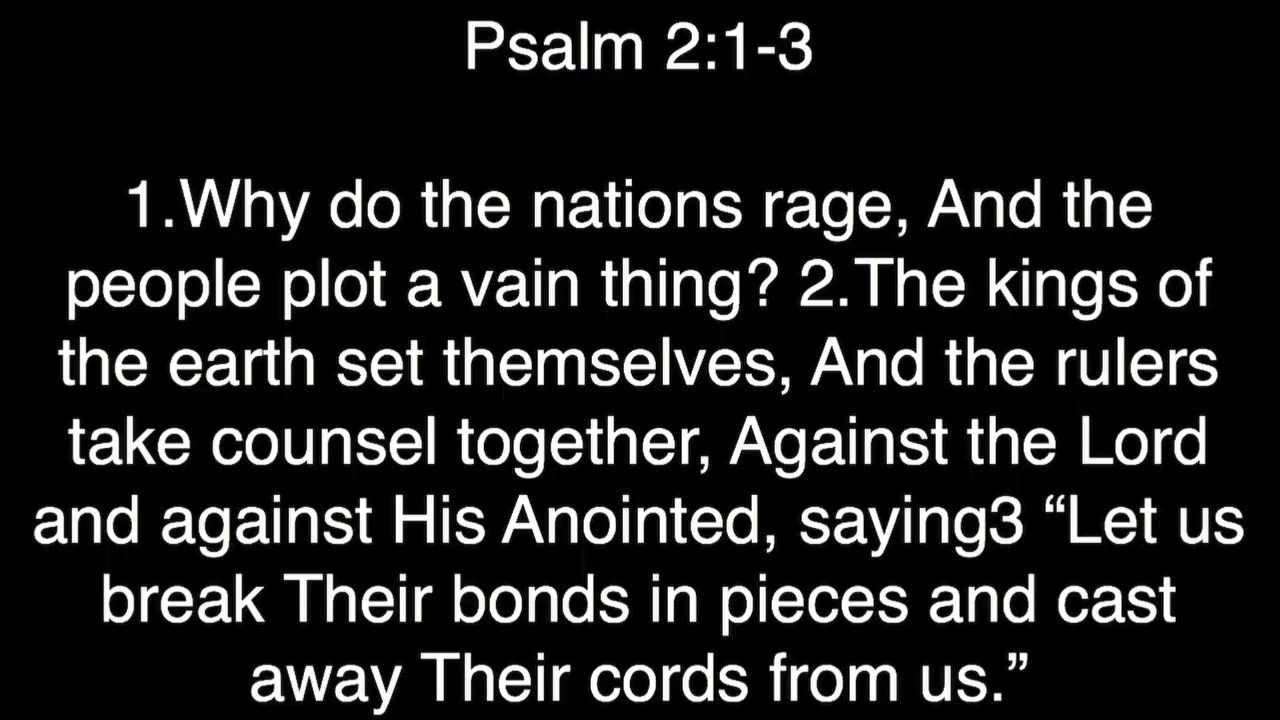 Psalm 2:1-3
1.Why do the nations rage, And the
people plot a vain thing? 2.The kings of
the earth set themselves, And the rulers
take counsel together, Against the Lord
and against His Anointed, saying3 “Let us
break Their bonds in pieces and cast
away Their cords from us.”